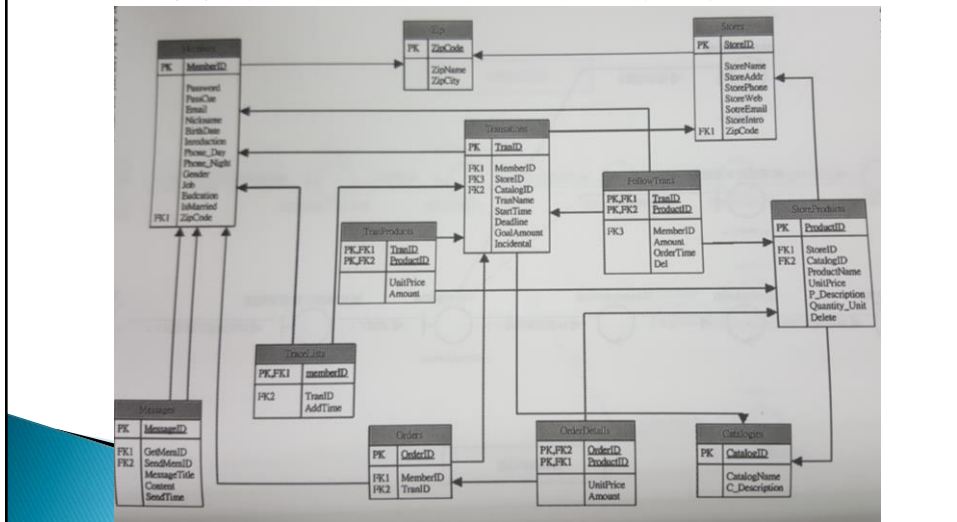 Zip
PK ZipCode
ZipName
ZipCity
Stores
PK StoreID
StoreName
StoreAddr
StorePhone
StoreWeb
SotreEmail
StoreIntro
FK1 ZipCode
Members
PK MemberID
Password
PassCue
Email
Nickname
BirthDate
Phone_Day
Phone_Night
Gender
Job
IsMarried
FK1 ZipCode
PK TranID
FK1 MemberID
FK3 StoreID
FK2 CatalogID
TranName
StartTime
Deadline
GoalAmount
Incidental
PK,FK1 TranID
PK,FK2 ProductID
FK3 MemberID
Amount
OrderTime
Del
StoreProducts
PK ProductID
FK1 StoreID
FK2 CatalogID
ProductName
UnitPrice
P_Description
Quantity_Unit
Delete
TranProducts
PK,FK1 TranID
PK,FK2 ProductID
UnitPrice
Amount
TraceLists
PK,FK1 memberID
FK2 TranID
AddTime
Messages
PK MessageID
FK1 GetMemID
FK2 SendMemID
MessageTitle
Content
SendTime
Orders
PK OrderID
FK1 MemberID
FK2 TranID
OrderDetails
PK,FK2 OrderID
PK,FK1 ProductID
UnitPrice
Amount
Catalogies
PK CatalogID
CatalogName
C_Description